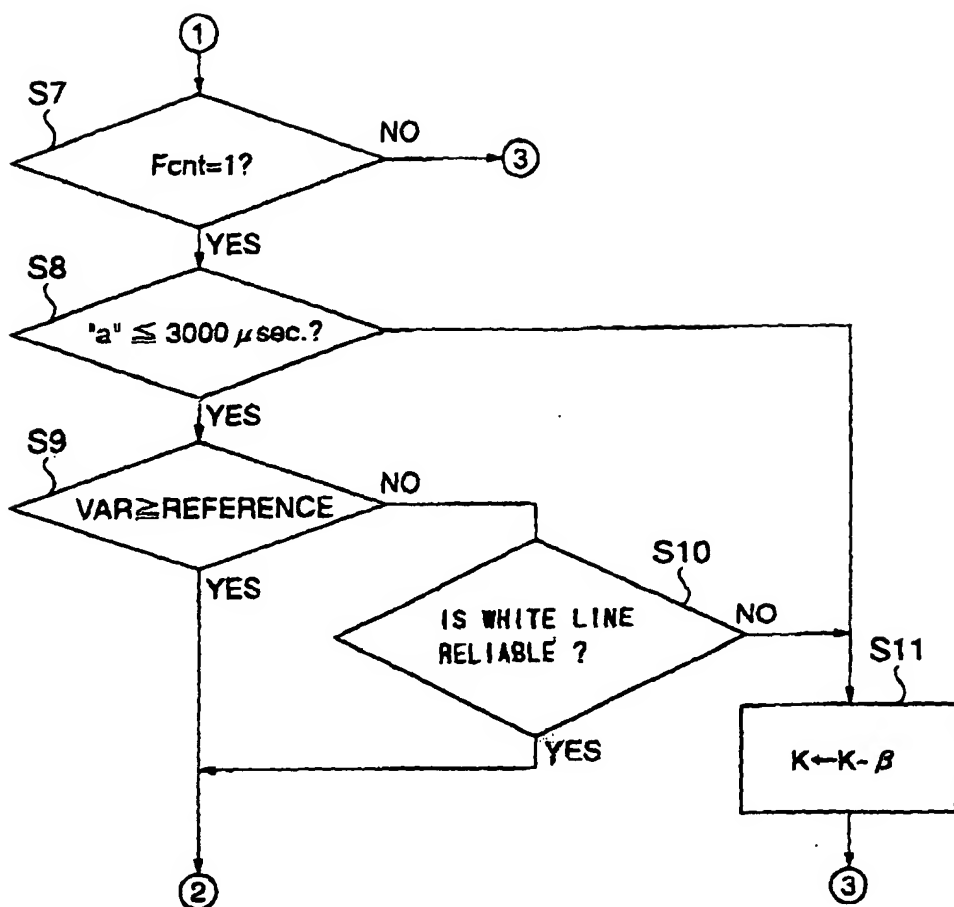 1
S7
Fcnt=1?
NO
3
YES
S8
"a" ≦ 3000 μsec.?
YES
S9
VAR≧REFERENCE
NO
YES
S10
IS WHITE LINE
RELIABLE ?
NO
YES
S11
K←K-β
2
3